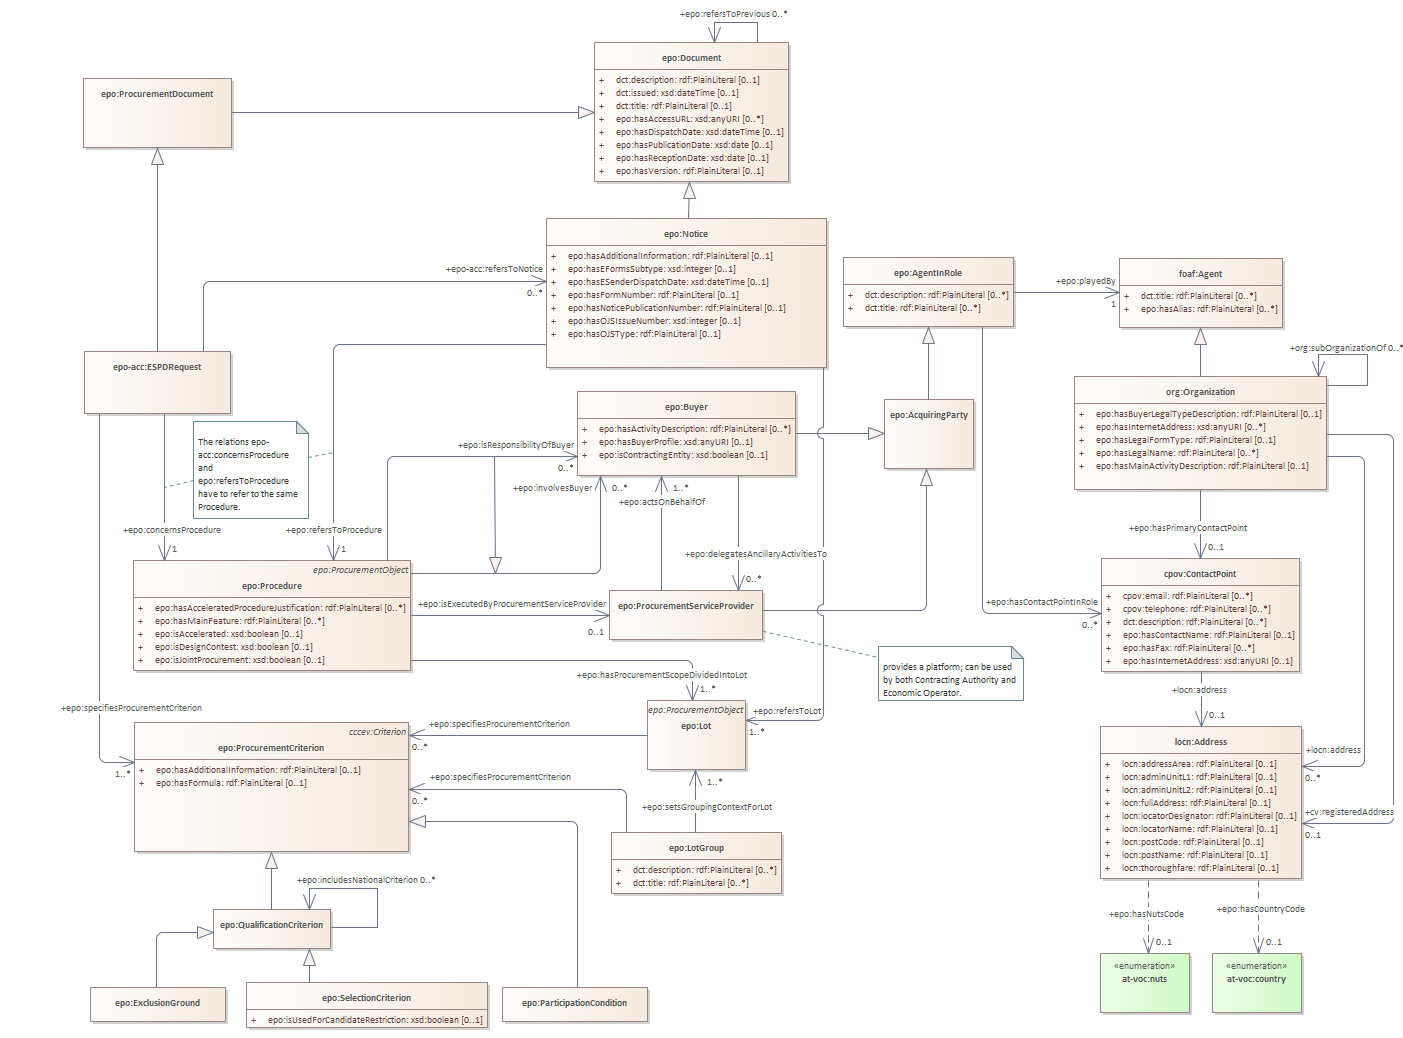 +epo:refersToPrevious 0..*
epo:Document
+ dct:description: rdf:PlainLiteral [0..1]
+ dct:issued: xsd:dateTime [0..1]
+ dct:title: rdf:PlainLiteral [0..1]
+ epo:hasAccessURL: xsd:anyURI [0..*]
+ epo:hasDispatchDate: xsd:dateTime [0..1]
+ epo:hasPublicationDate: xsd:date [0..1]
+ epo:hasReceptionDate: xsd:date [0..1]
+ epo:hasVersion: rdf:PlainLiteral [0..1]
epo:ProcurementDocument
epo:Notice
+ epo:hasAdditionalInformation: rdf:PlainLiteral [0..1]
+ epo:hasEFormsSubtype: xsd:integer [0..1]
+ epo:hasESenderDispatchDate: xsd:dateTime [0..1]
+ epo:hasFormNumber: rdf:PlainLiteral [0..1]
+ epo:hasNoticePublicationNumber: rdf:PlainLiteral [0..1]
+ epo:hasOJSIssueNumber: xsd:integer [0..1]
+ epo:hasOJSType: rdf:PlainLiteral [0..1]
+epo-acc:refersToNotice
0..*
epo:AgentInRole
+ dct:description: rdf:PlainLiteral [0..*]
+ dct:title: rdf:PlainLiteral [0..*]
+epo:playedBy
1
foaf:Agent
+ dct:title: rdf:PlainLiteral [0..*]
+ epo:hasAlias: rdf:PlainLiteral [0..*]
+org:subOrganizationOf 0..*
epo-acc:ESPDRequest
org:Organization
+ epo:hasBuyerLegalTypeDescription: rdf:PlainLiteral [0..1]
+ epo:hasInternetAddress: xsd:anyURI [0..*]
+ epo:hasLegalFormType: rdf:PlainLiteral [0..1]
+ epo:hasLegalName: rdf:PlainLiteral [0..*]
+ epo:hasMainActivityDescription: rdf:PlainLiteral [0..1]
epo:Buyer
+ epo:hasActivityDescription: rdf:PlainLiteral [0..*]
+ epo:hasBuyerProfile: xsd:anyURI [0..1]
+ epo:isContractingEntity: xsd:boolean [0..1]
epo:AcquiringParty
The relations epo-
acc:concernsProcedure
and
epo:refersToProcedure
have to refer to the same
Procedure.
+epo:isResponsibilityOfBuyer
0..*
+epo:involvesBuyer
0..*
1..*
+epo:actsOnBehalfOf
+epo:concernsProcedure
1
+epo:refersToProcedure
1
+epo:delegatesAncillaryActivitiesTo
0..*
+epo:hasPrimaryContactPoint
0..1
epo:ProcurementObject
epo:Procedure
+ epo:hasAcceleratedProcedureJustification: rdf:PlainLiteral [0..*]
+ epo:hasMainFeature: rdf:PlainLiteral [0..*]
+ epo:isAccelerated: xsd:boolean [0..1]
+ epo:isDesignContest: xsd:boolean [0..1]
+ epo:isJointProcurement: xsd:boolean [0..1]
+epo:isExecutedByProcurementServiceProvider
0..1
epo:ProcurementServiceProvider
+epo:hasContactPointInRole
0..*
cpov:ContactPoint
+ cpov:email: rdf:PlainLiteral [0..*]
+ cpov:telephone: rdf:PlainLiteral [0..*]
+ dct:description: rdf:PlainLiteral [0..*]
+ epo:hasContactName: rdf:PlainLiteral [0..1]
+ epo:hasFax: rdf:PlainLiteral [0..*]
+ epo:hasInternetAddress: xsd:anyURI [0..1]
provides a platform; can be used
by both Contracting Authority and
Economic Operator.
+epo:hasProcurementScopeDividedIntoLot
1..*
+locn:address
0..1
+epo:specifiesProcurementCriterion
1..*
epo:ProcurementObject
epo:Lot
+epo:refersToLot
1..*
cccev:Criterion
epo:ProcurementCriterion
+ epo:hasAdditionalInformation: rdf:PlainLiteral [0..1]
+ epo:hasFormula: rdf:PlainLiteral [0..1]
+epo:specifiesProcurementCriterion
0..*
+epo:specifiesProcurementCriterion
0..*
1..*
+epo:setsGroupingContextForLot
locn:Address
+ locn:addressArea: rdf:PlainLiteral [0..1]
+ locn:adminUnitL1: rdf:PlainLiteral [0..1]
+ locn:adminUnitL2: rdf:PlainLiteral [0..1]
+ locn:fullAddress: rdf:PlainLiteral [0..1]
+ locn:locatorDesignator: rdf:PlainLiteral [0..1]
+ locn:locatorName: rdf:PlainLiteral [0..1]
+ locn:postCode: rdf:PlainLiteral [0..1]
+ locn:postName: rdf:PlainLiteral [0..1]
+ locn:thoroughfare: rdf:PlainLiteral [0..1]
+locn:address
0..*
+cv:registeredAddress
0..1
epo:LotGroup
+ dct:description: rdf:PlainLiteral [0..*]
+ dct:title: rdf:PlainLiteral [0..*]
+epo:includesNationalCriterion 0..*
epo:QualificationCriterion
+epo:hasNutsCode
0..1
+epo:hasCountryCode
0..1
«enumeration»
at-voc:nuts
«enumeration»
at-voc:country
epo:ExclusionGround
epo:SelectionCriterion
+ epo:isUsedForCandidateRestriction: xsd:boolean [0..1]
epo:ParticipationCondition